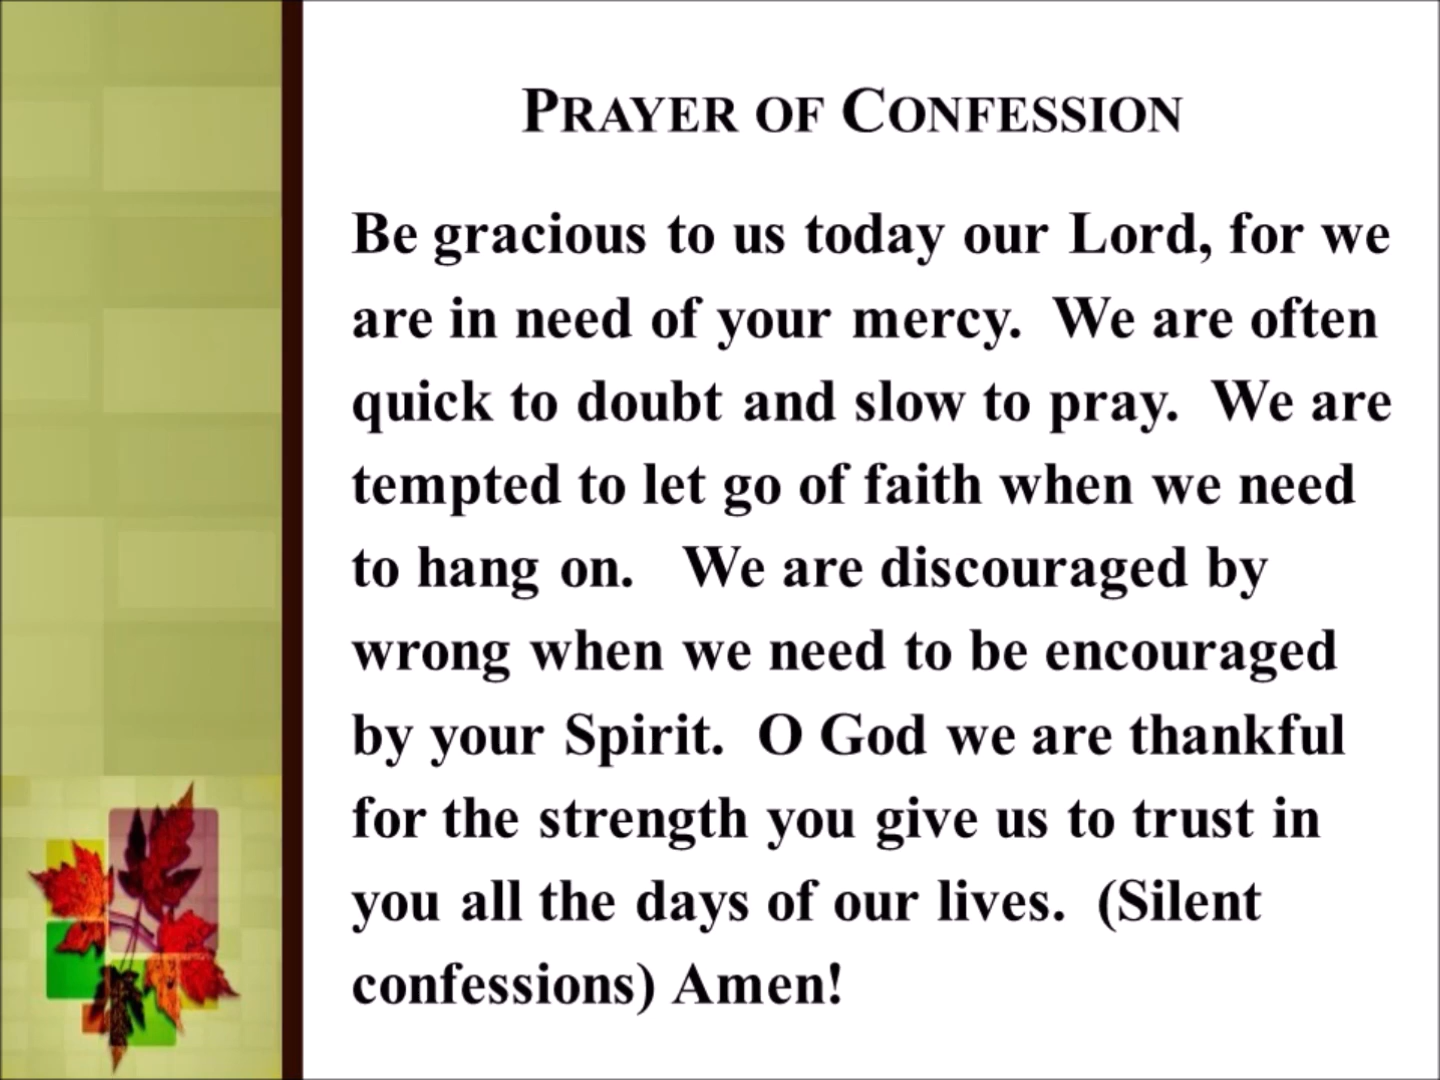 PRAYER OF CONFESSION
Be gracious to us today our Lord, for we
are in need of your mercy.  We are often
quick to doubt and slow to pray.  We are
tempted to let go of faith when we need
to hang on.   We are discouraged by
wrong when we need to be encouraged
by your Spirit.  O God we are thankful
for the strength you give us to trust in
you all the days of our lives.  (Silent
confessions) Amen!